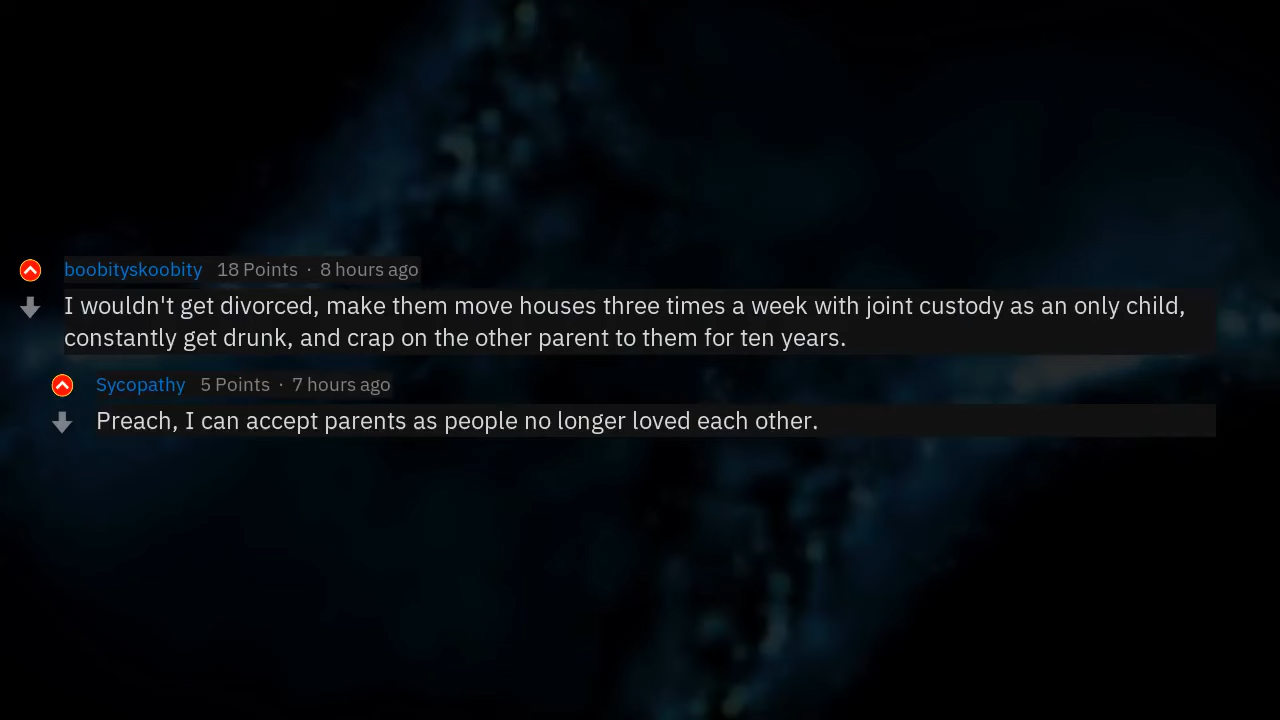 boobityskoobity 18 Points · 8 hours ago
I wouldn't get divorced, make them move houses three times a week with joint custody as an only child,
constantly get drunk, and crap on the other parent to them for ten years.
Sycopathy 5 Points · 7 hours ago
Preach, I can accept parents as people no longer loved each other.